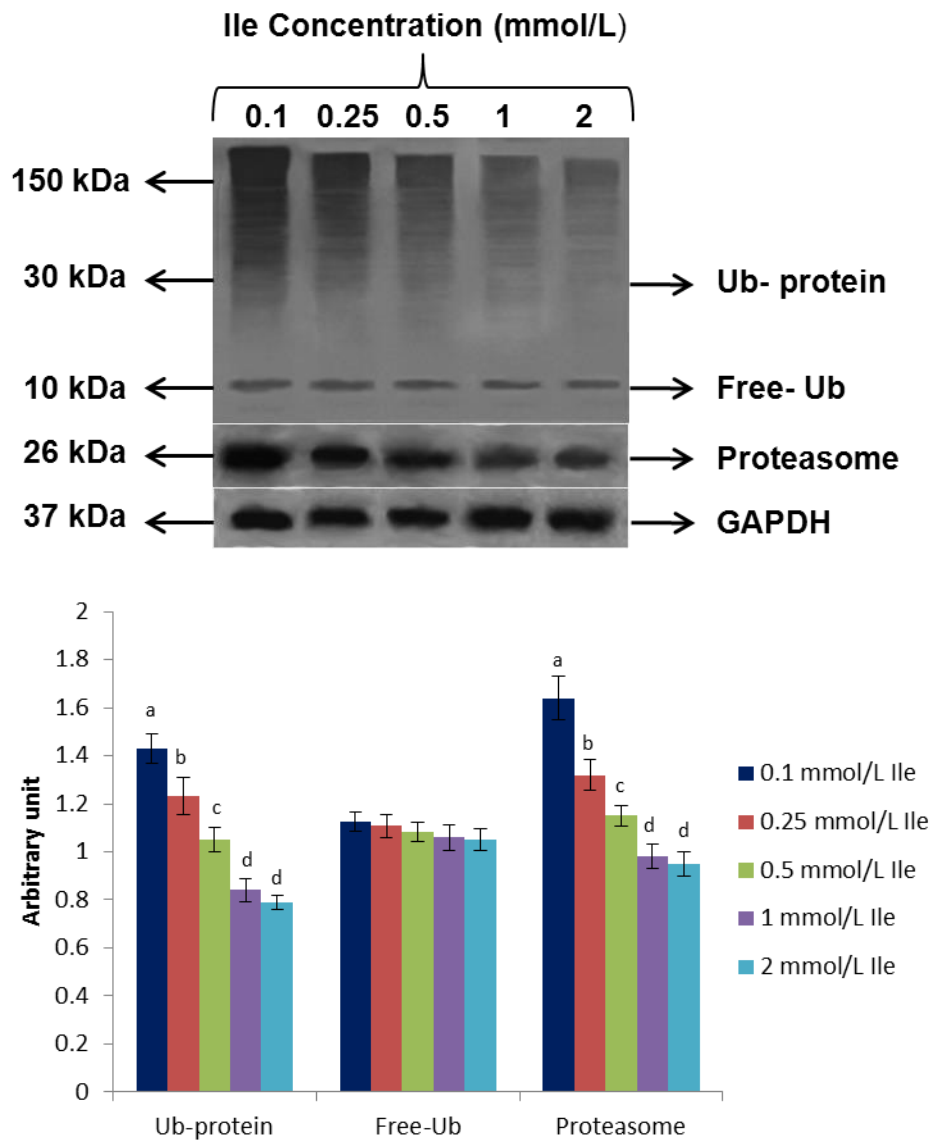 Ile Concentration (mmol/L)
0.1 0.25 0.5 1 2
150 kDa
30 kDa
Ub- protein
10 kDa
Free- Ub
26 kDa
Proteasome
37 kDa
GAPDH
2
1.8
1.6
1.4
1.2
1
0.8
0.6
0.4
0.2
0
Arbitrary unit
a
b
c
d
d
a
b
c
d
d
Ub-protein
Free-Ub
Proteasome
0.1 mmol/L Ile
0.25 mmol/L Ile
0.5 mmol/L Ile
1 mmol/L Ile
2 mmol/L Ile